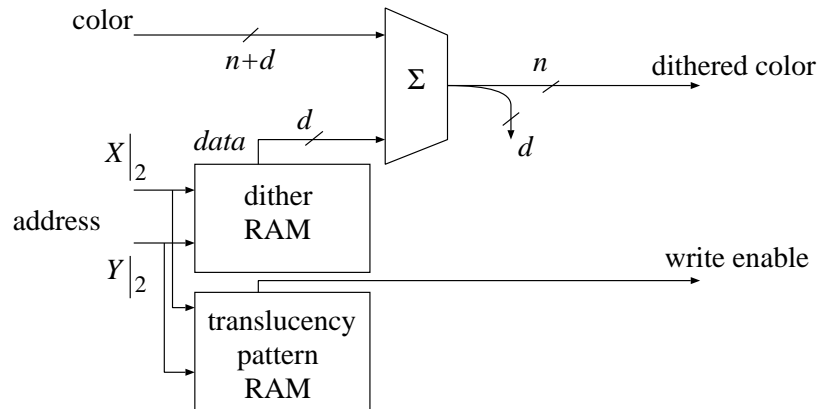 color
n+d
Σ
n
dithered color
data
d
d
X|2
dither
RAM
address
Y|2
write enable
translucency
pattern
RAM